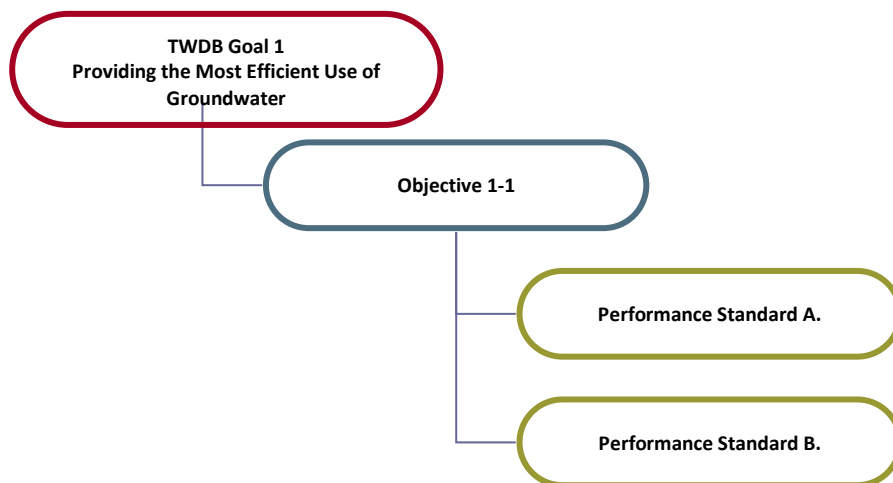 TWDB Goal 1
Providing the Most Efficient Use of
Groundwater
Objective 1-1
Performance Standard A.
Performance Standard B.